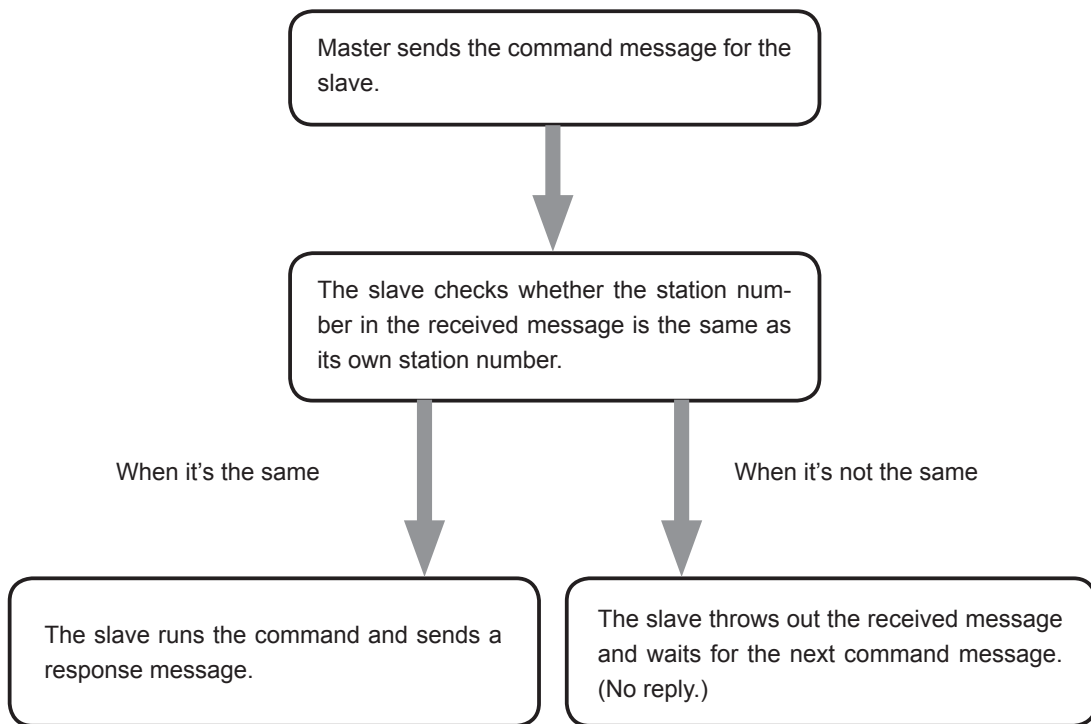 Master sends the command message for the
slave.
The slave checks whether the station num-
ber in the received message is the same as
its own station number.
When it’s the same
When it’s not the same
The slave runs the command and sends a
response message.
The slave throws out the received message
and waits for the next command message.
(No reply.)